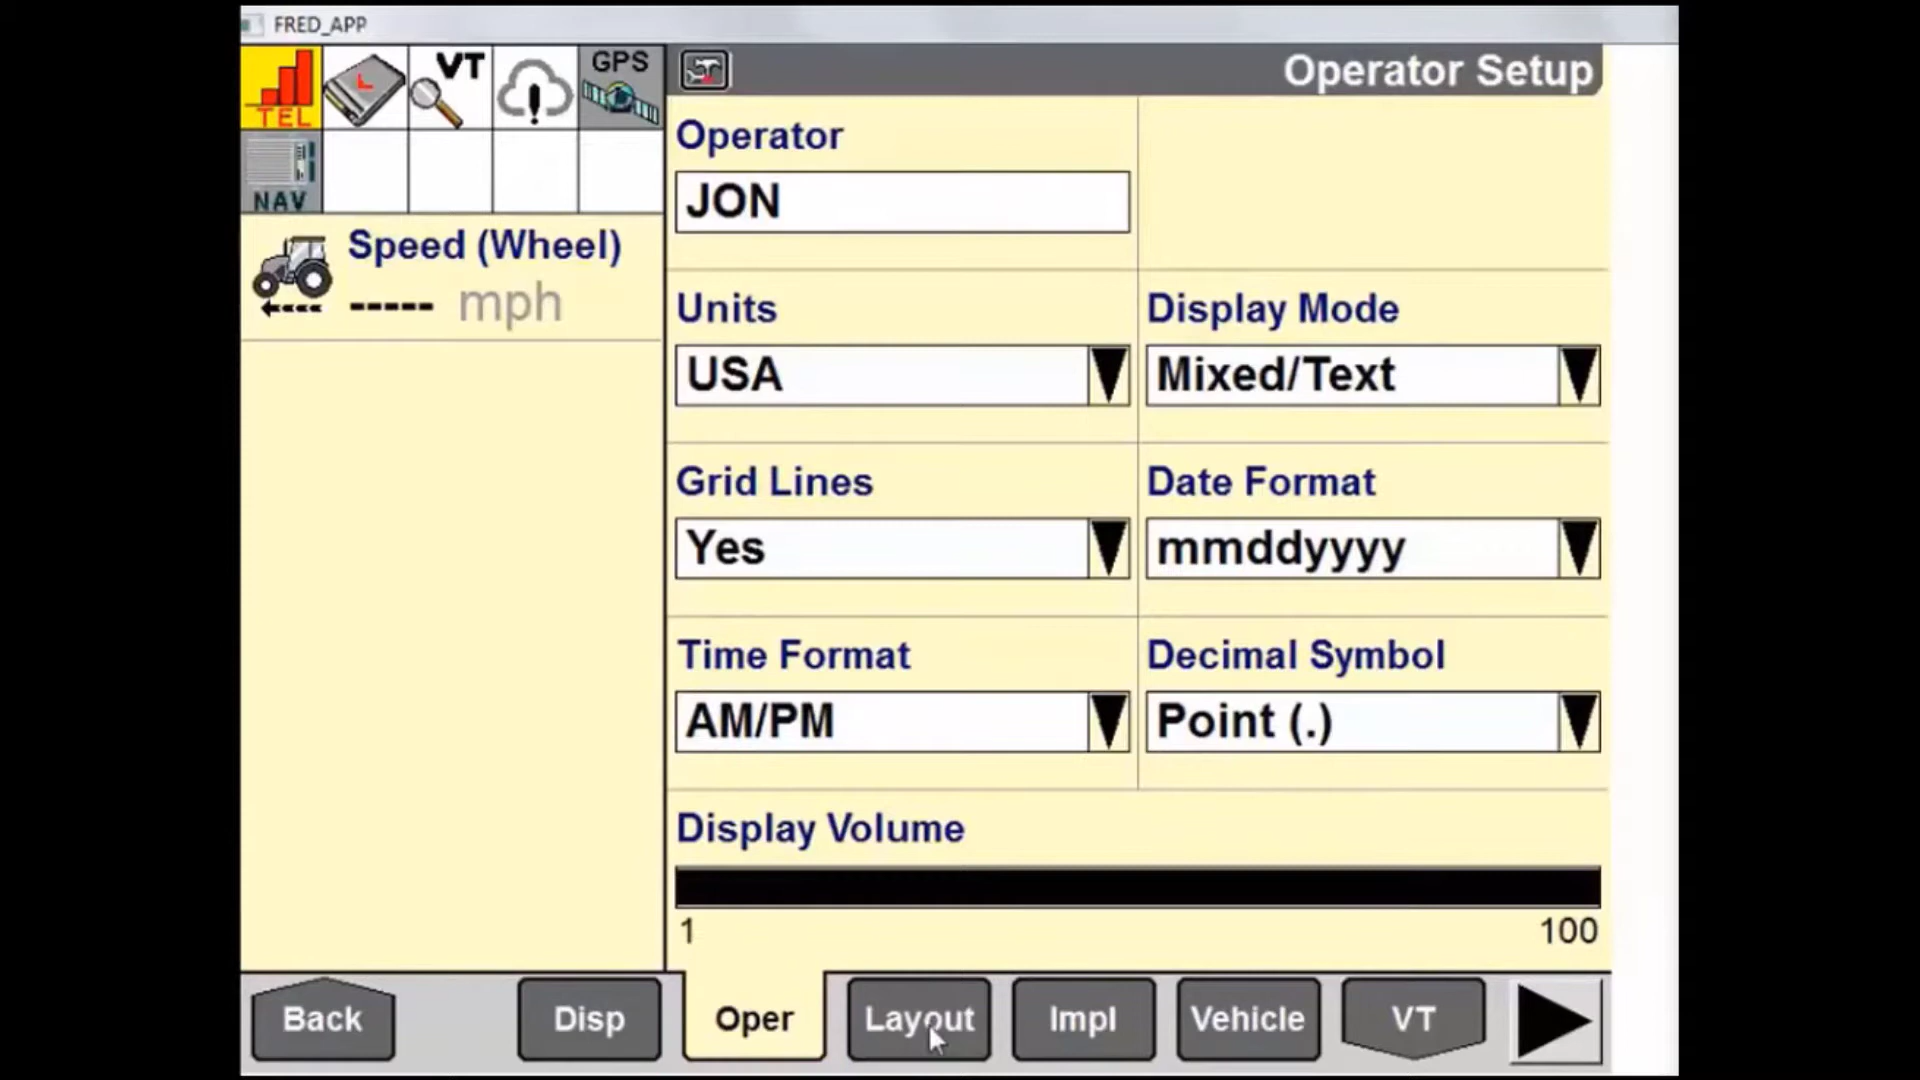 FRED_APP
TEL
L
VT
GPS
NAV
Speed (Wheel)
----- mph
Operator Setup
Operator
JON
Units
Display Mode
USA
Mixed/Text
Grid Lines
Date Format
Yes
mmddyyyy
Time Format
Decimal Symbol
AM/PM
Point (.)
Display Volume
1
100
Back
Disp
Oper
Layout
Impl
Vehicle
VT